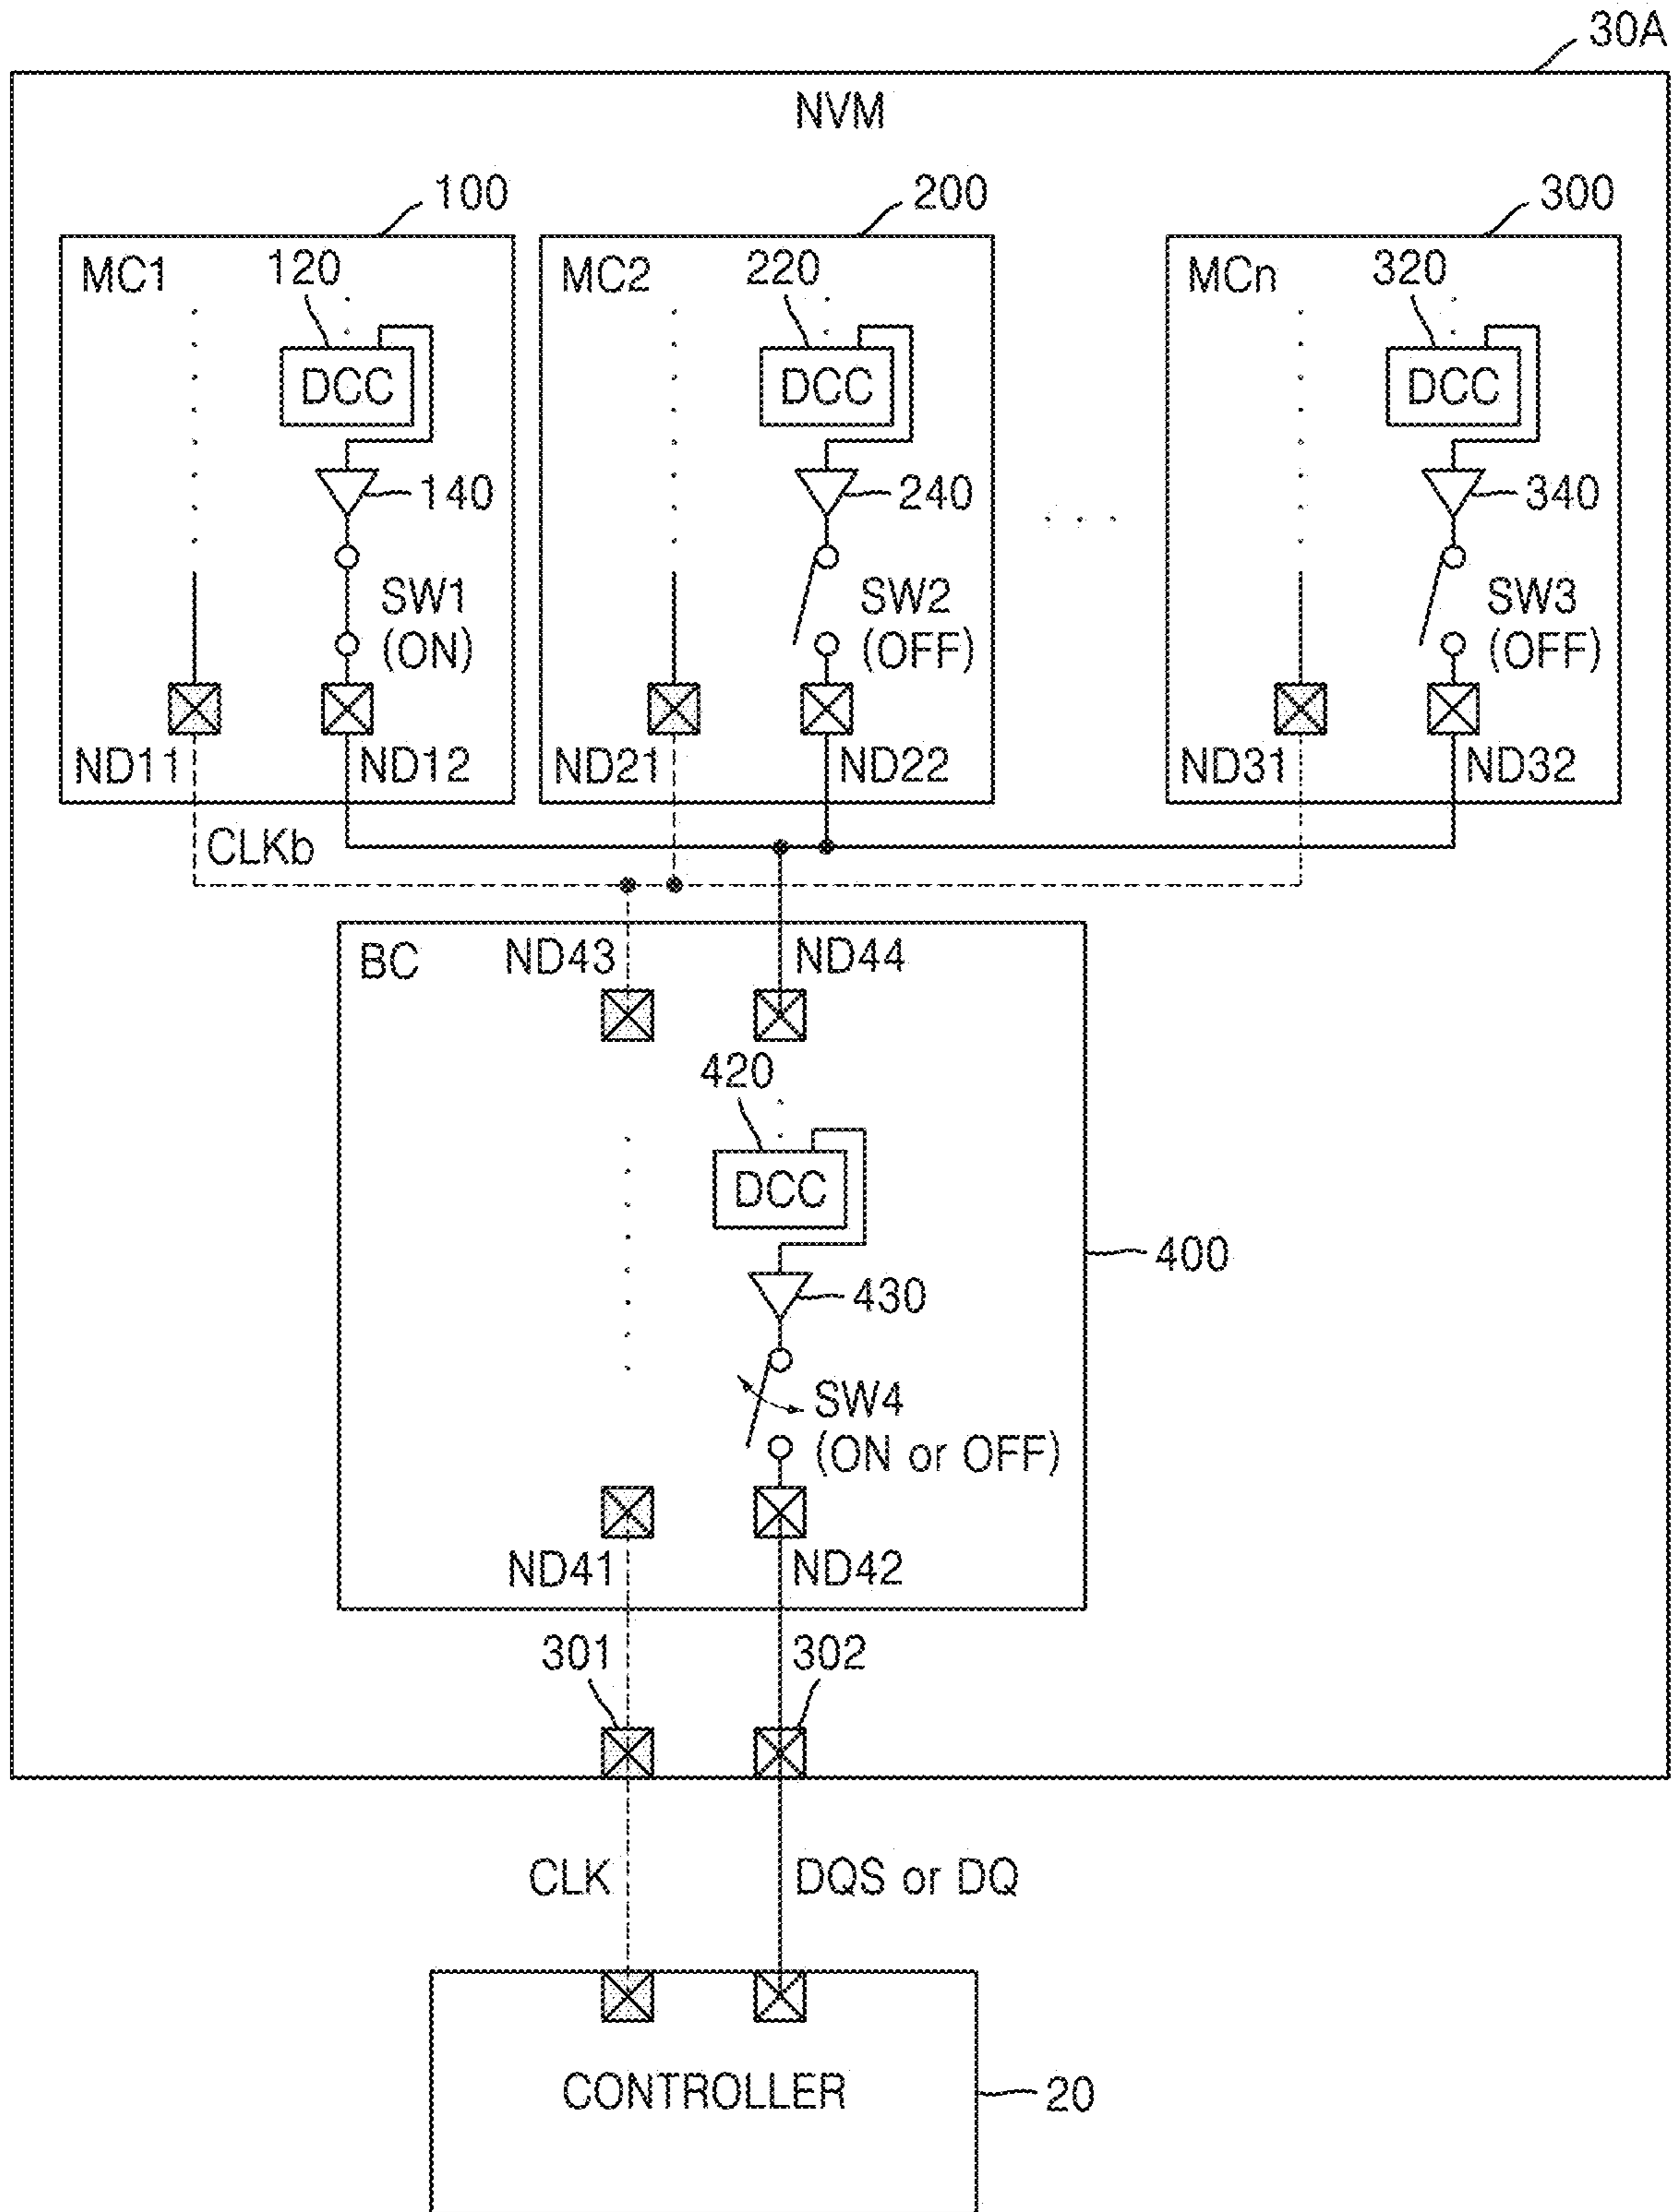 30A
NVM
100
200
300
MC1
120
MC2
220
MCn
320
DCC
DCC
DCC
140
240
340
SW1
(ON)
SW2
(OFF)
SW3
(OFF)
ND11
ND12
ND21
ND22
ND31
ND32
CLKb
BC
ND43
ND44
420
DCC
400
430
SW4
(ON or OFF)
ND41
ND42
301
302
CLK
DQS or DQ
CONTROLLER
20